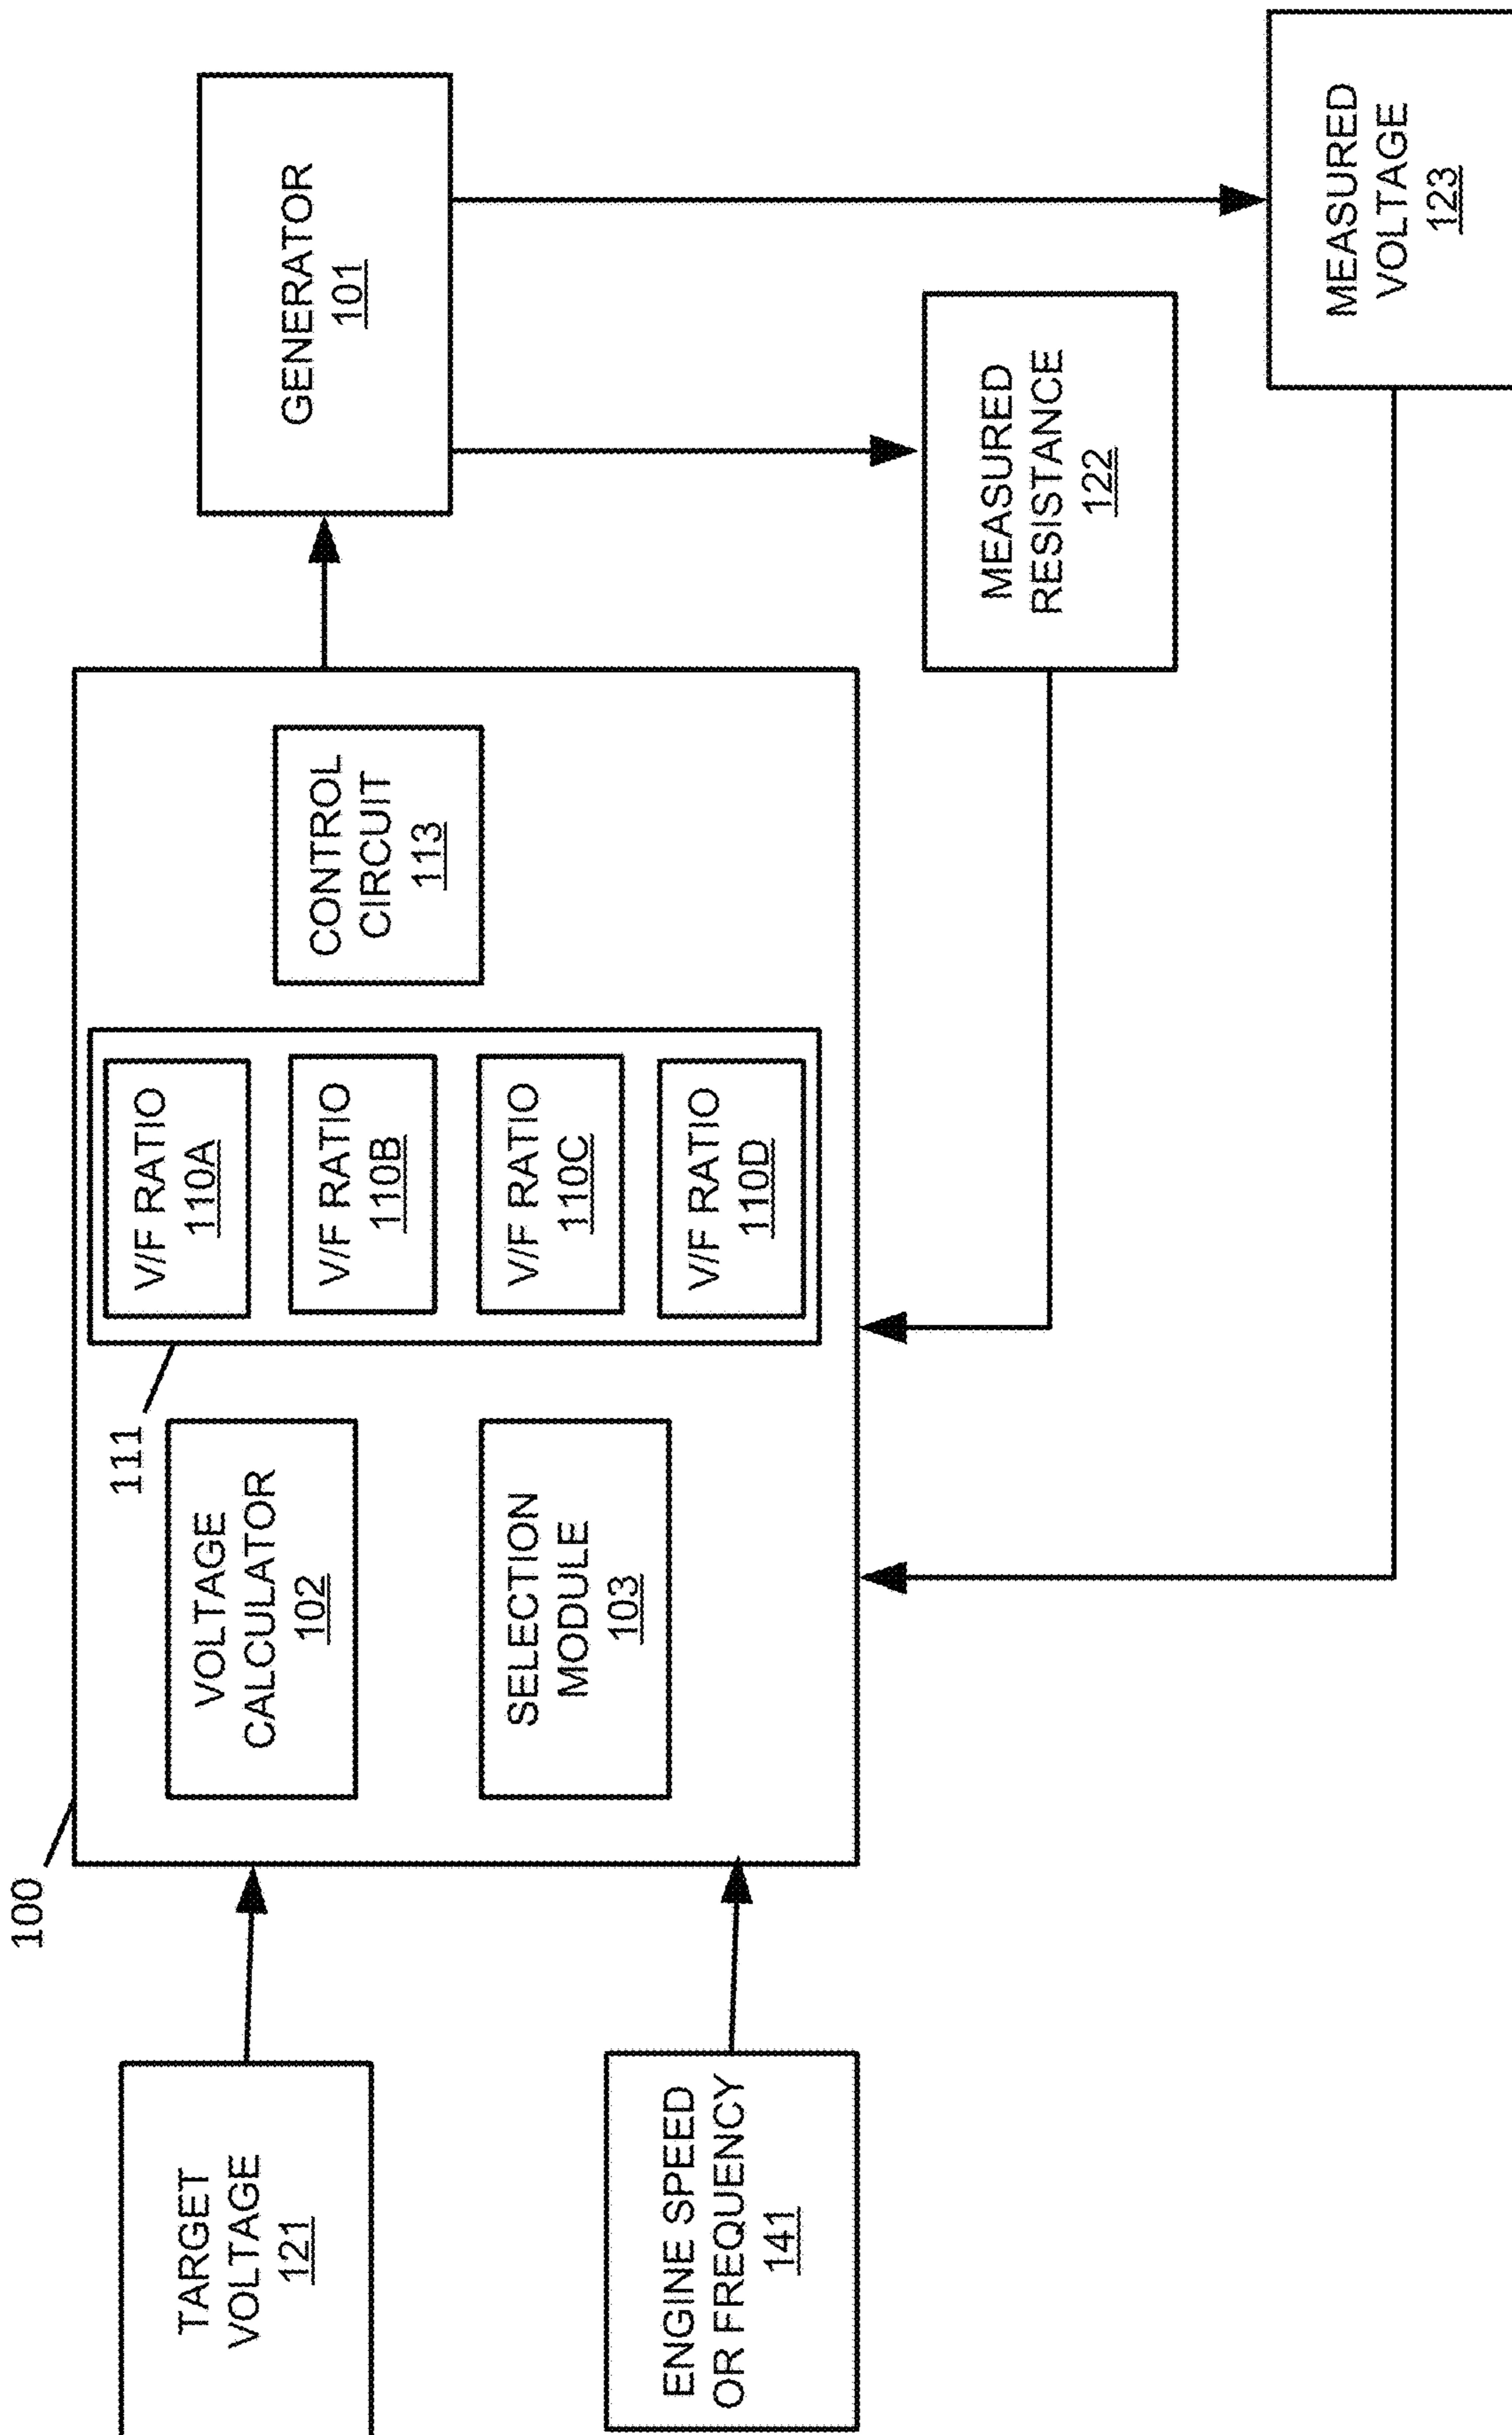 100
TARGET
VOLTAGE
121
ENGINE SPEED
OR FREQUENCY
141
VOLTAGE
CALCULATOR
102
SELECTION
MODULE
103
111
V/F RATIO
110A
V/F RATIO
110B
V/F RATIO
110C
V/F RATIO
110D
CONTROL
CIRCUIT
113
GENERATOR
101
MEASURED
RESISTANCE
122
MEASURED
VOLTAGE
123